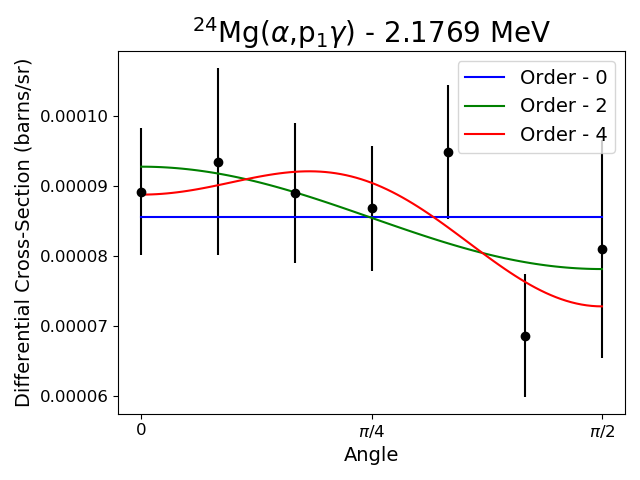 ²⁴Mg(α,p₁γ) - 2.1769 MeV
Differential Cross-Section (barns/sr)
0.00010
0.00009
0.00008
0.00007
0.00006
Order - 0
Order - 2
Order - 4
0
π/4
π/2
Angle